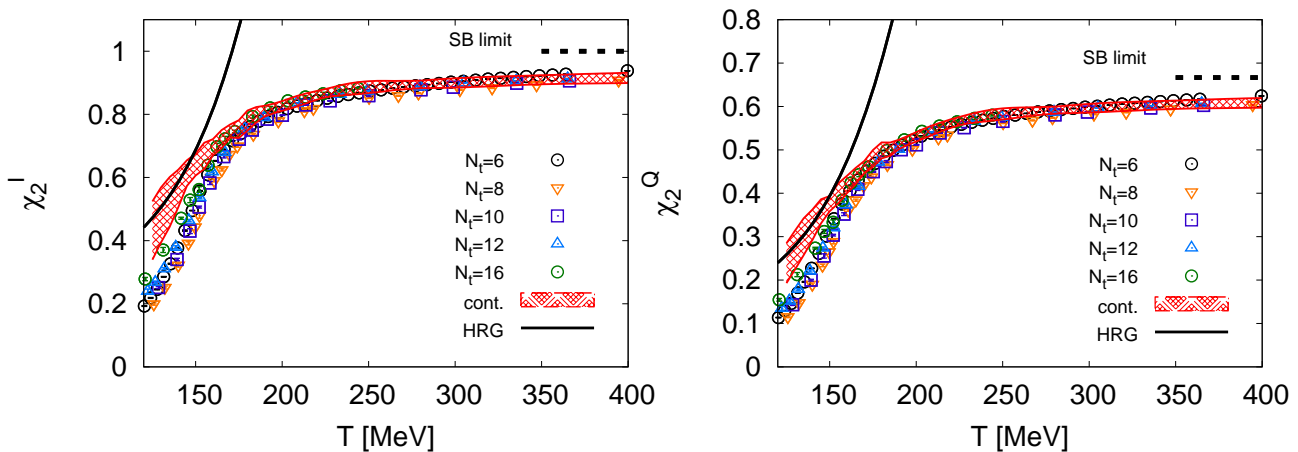 SB limit
1
0.8
0.6
0.4
0.2
0
χ₂ᴵ
N_t=6
N_t=8
N_t=10
N_t=12
N_t=16
cont.
HRG
150 200 250 300 350 400
T [MeV]
SB limit
0.8
0.7
0.6
0.5
0.4
0.3
0.2
0.1
0
χ₂^Q
N_t=6
N_t=8
N_t=10
N_t=12
N_t=16
cont.
HRG
150 200 250 300 350 400
T [MeV]